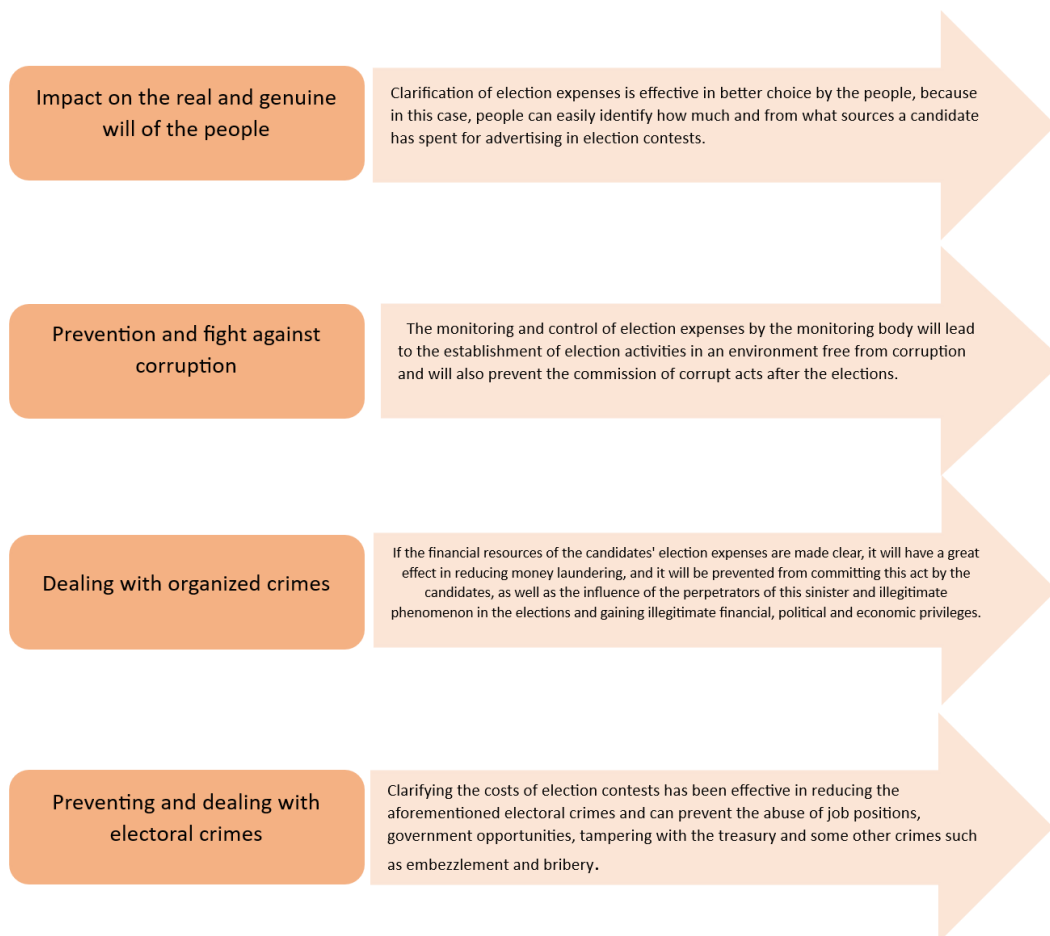 Impact on the real and genuine
will of the people
Clarification of election expenses is effective in better choice by the people, because
in this case, people can easily identify how much and from what sources a candidate
has spent for advertising in election contests.
Prevention and fight against
corruption
The monitoring and control of election expenses by the monitoring body will lead
to the establishment of election activities in an environment free from corruption
and will also prevent the commission of corrupt acts after the elections.
Dealing with organized crimes
If the financial resources of the candidates' election expenses are made clear, it will have a great
effect in reducing money laundering, and it will be prevented from committing this act by the
candidates, as well as the influence of the perpetrators of this sinister and illegitimate
phenomenon in the elections and gaining illegitimate financial, political and economic privileges.
Preventing and dealing with
electoral crimes
Clarifying the costs of election contests has been effective in reducing the
aforementioned electoral crimes and can prevent the abuse of job positions,
government opportunities, tampering with the treasury and some other crimes such
as embezzlement and bribery.